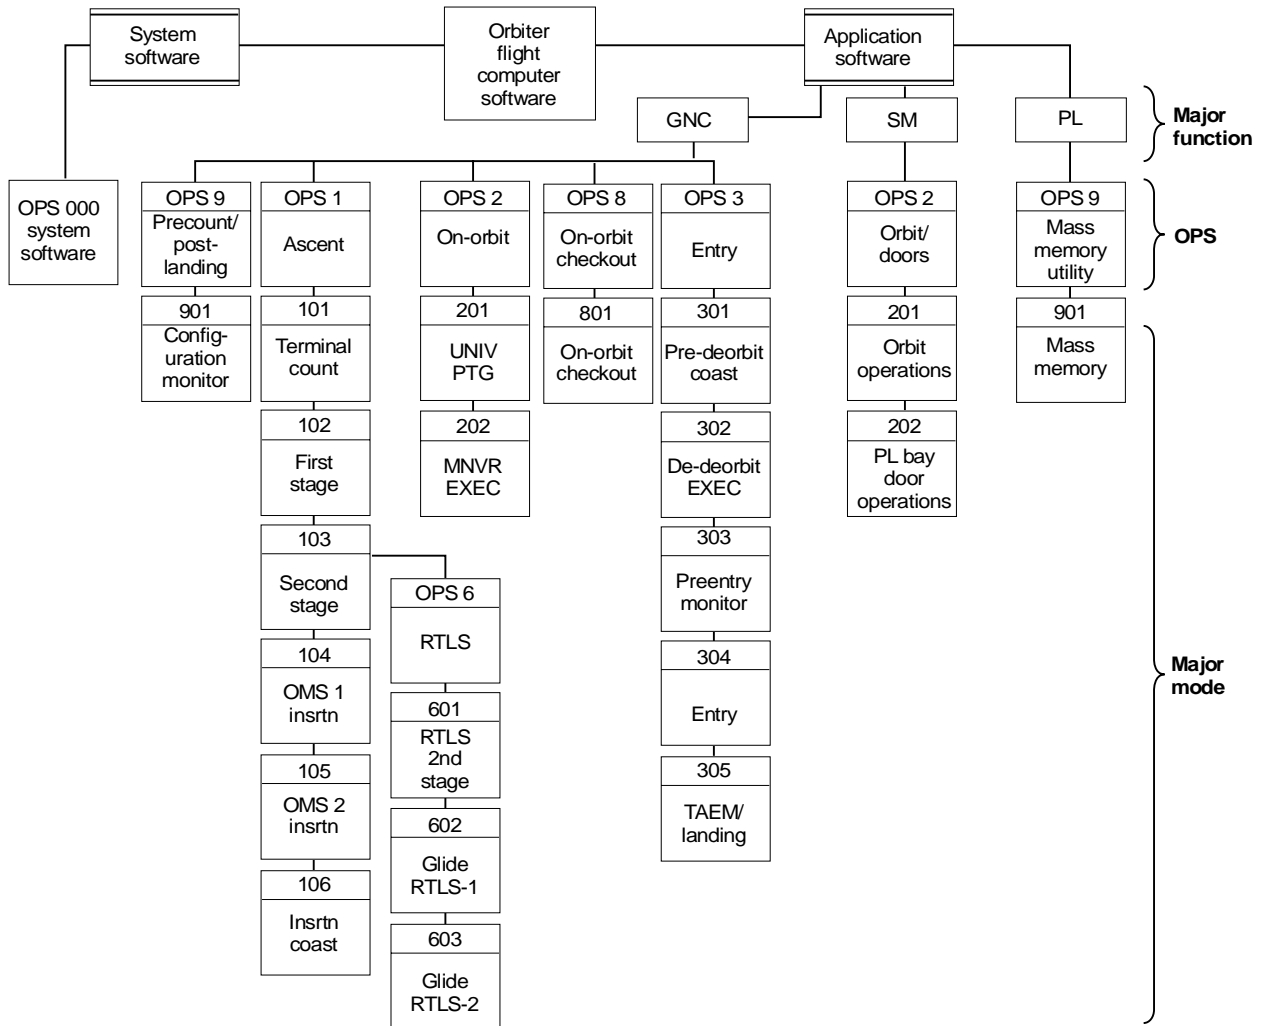 System
software
Orbiter
flight
computer
software
Application
software
GNC
SM
PL
Major
function
OPS 000
system
software
OPS 9
Precount/
post-
landing
OPS 1
Ascent
OPS 2
On-orbit
OPS 8
On-orbit
checkout
OPS 3
Entry
OPS 2
Orbit/
doors
OPS 9
Mass
memory
utility
OPS
901
Config-
uration
monitor
101
Terminal
count
201
UNIV
PTG
801
On-orbit
checkout
301
Pre-deorbit
coast
201
Orbit
operations
901
Mass
memory
102
First
stage
202
MNVR
EXEC
302
De-deorbit
EXEC
202
PL bay
door
operations
103
Second
stage
303
Preentry
monitor
OPS 6
RTLS
104
OMS 1
insrtn
304
Entry
Major
mode
601
RTLS
2nd
stage
105
OMS 2
insrtn
305
TAEM/
landing
602
Glide
RTLS-1
106
Insrtn
coast
603
Glide
RTLS-2